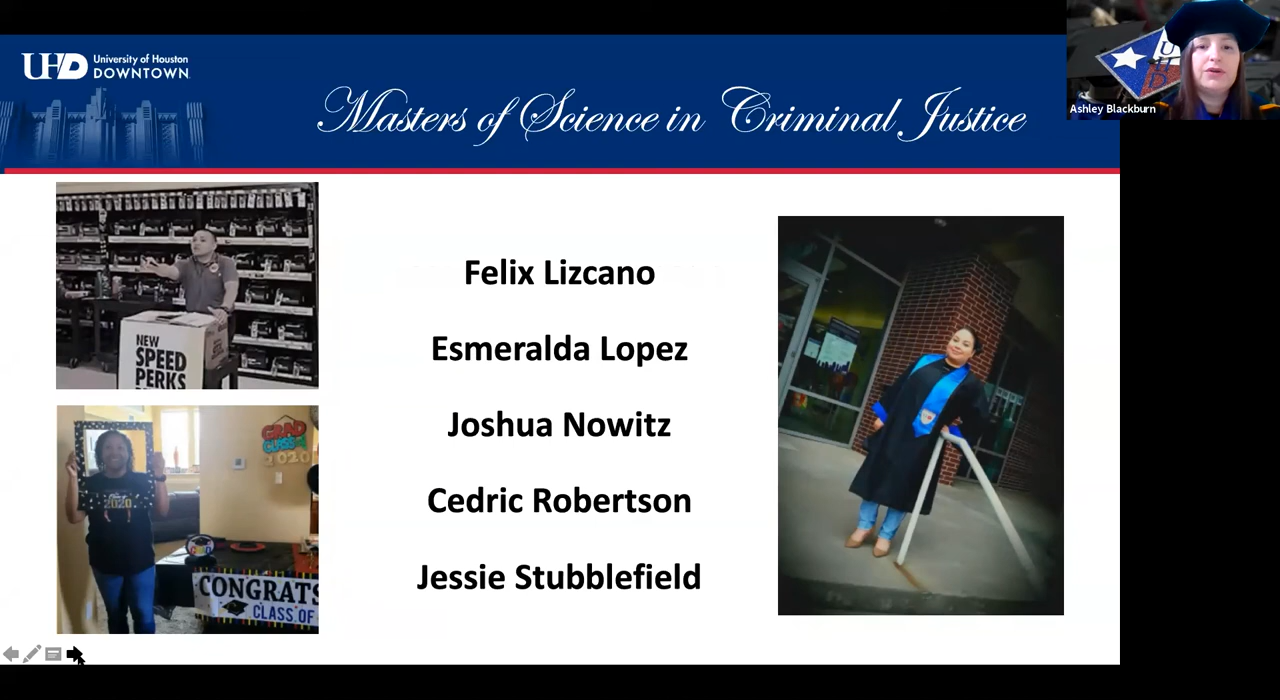 UHD University of Houston
DOWNTOWN
Masters of Science in Criminal Justice
Ashley Blackburn
NEW
SPEED
PERKS
Felix Lizcano
Esmeralda Lopez
Joshua Nowitz
Cedric Robertson
Jessie Stubblefield
GRAD
CLASS
2020
2020
CONGRATS
CLASS OF